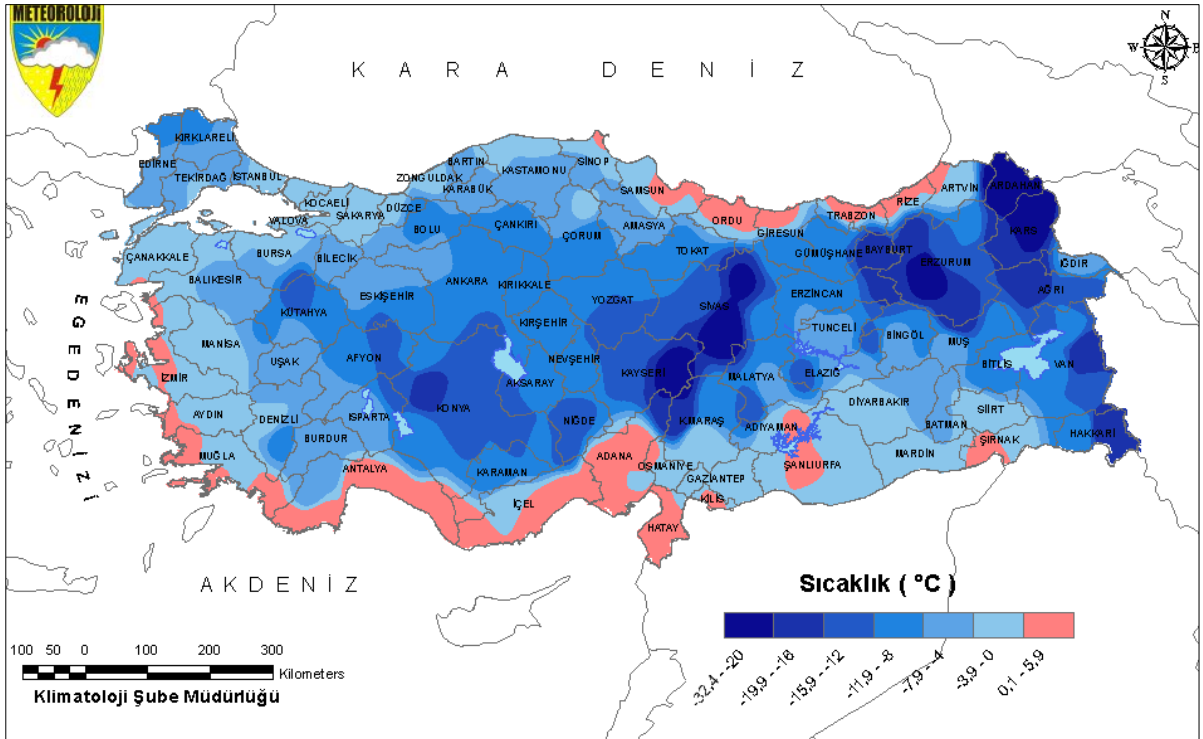 METEOROLOJİ
N
W E
S
K A R A D E N İ Z
E G E D E N İ Z İ
A K D E N İ Z
KIRKLARELİ
EDİRNE
TEKİRDAĞ
İSTANBUL
KOCAELİ
YALOVA
SAKARYA
DÜZCE
ZONGULDAK
BARTIN
KARABÜK
KASTAMONU
SİNOP
SAMSUN
ORDU
GİRESUN
TRABZON
RİZE
ARTVİN
ARDAHAN
KARS
IĞDIR
AĞRI
ERZURUM
BAYBURT
GÜMÜŞHANE
ERZİNCAN
TOKAT
AMASYA
ÇORUM
ÇANKIRI
BOLU
ANKARA
KIRIKKALE
YOZGAT
SİVAS
TUNCELİ
BİNGÖL
MUŞ
BİTLİS
VAN
HAKKARİ
ŞIRNAK
SİİRT
BATMAN
MARDİN
DİYARBAKIR
ELAZIĞ
MALATYA
ADIYAMAN
ŞANLIURFA
GAZİANTEP
KİLİS
HATAY
OSMANİYE
K.MARAŞ
ADANA
İÇEL
KARAMAN
NİĞDE
KAYSERİ
NEVŞEHİR
KIRŞEHİR
AKSARAY
KONYA
ANTALYA
ISPARTA
BURDUR
DENİZLİ
MUĞLA
AYDIN
İZMİR
MANİSA
UŞAK
AFYON
KÜTAHYA
ESKİŞEHİR
BİLECİK
BURSA
BALIKESİR
ÇANAKKALE
Sıcaklık ( °C )
-32,4 - -20
-19,9 - -16
-15,9 - -12
-11,9 - -8
-7,9 - -4
-3,9 - 0
0,1 - 5,9
100 50 0 100 200 300
Kilometers
Klimatoloji Şube Müdürlüğü